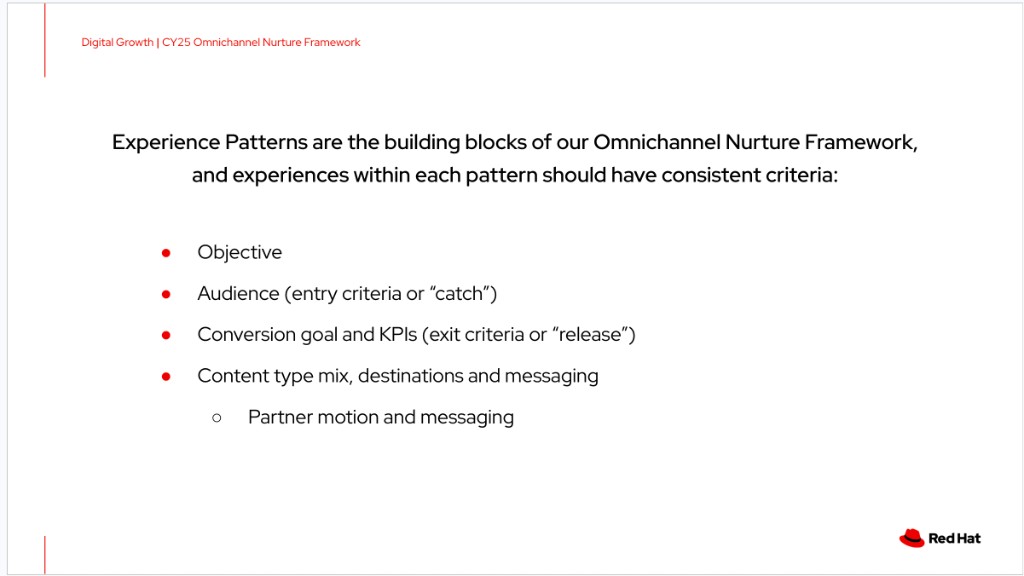 Digital Growth | CY25 Omnichannel Nurture Framework
Experience Patterns are the building blocks of our Omnichannel Nurture Framework,
and experiences within each pattern should have consistent criteria:
● Objective
● Audience (entry criteria or “catch”)
● Conversion goal and KPIs (exit criteria or “release”)
● Content type mix, destinations and messaging
○ Partner motion and messaging
Red Hat